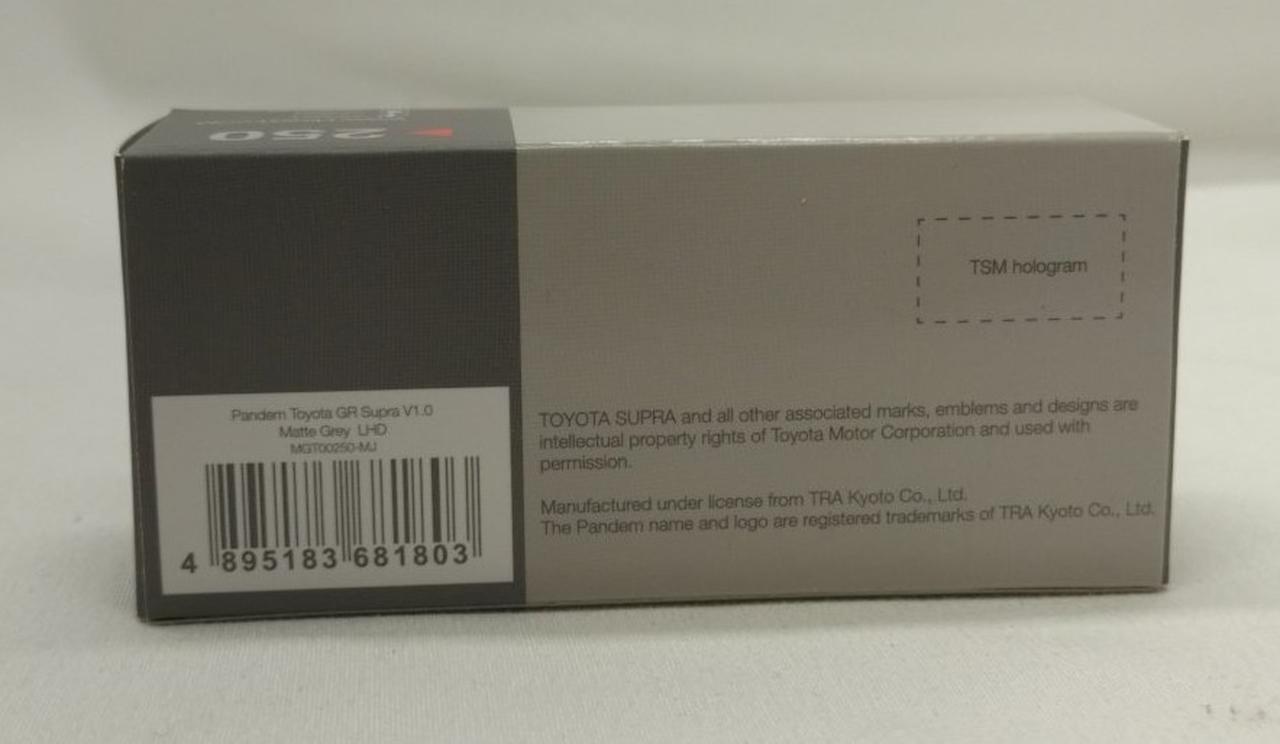 250
TSM hologram
Pandem Toyota GR Supra V1.0
Matte Grey LHD
MGT00250-MJ
4 895183 681803
TOYOTA SUPRA and all other associated marks, emblems and designs are
intellectual property rights of Toyota Motor Corporation and used with
permission.
Manufactured under license from TRA Kyoto Co., Ltd.
The Pandem name and logo are registered trademarks of TRA Kyoto Co., Ltd.